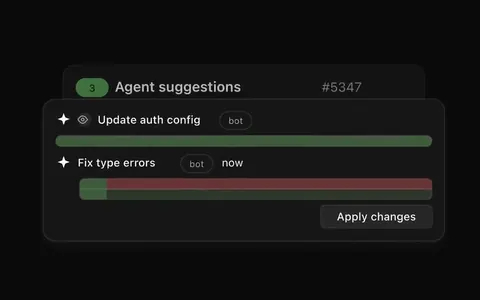 3 Agent suggestions #5347
Update auth config bot
Fix type errors bot now
Apply changes